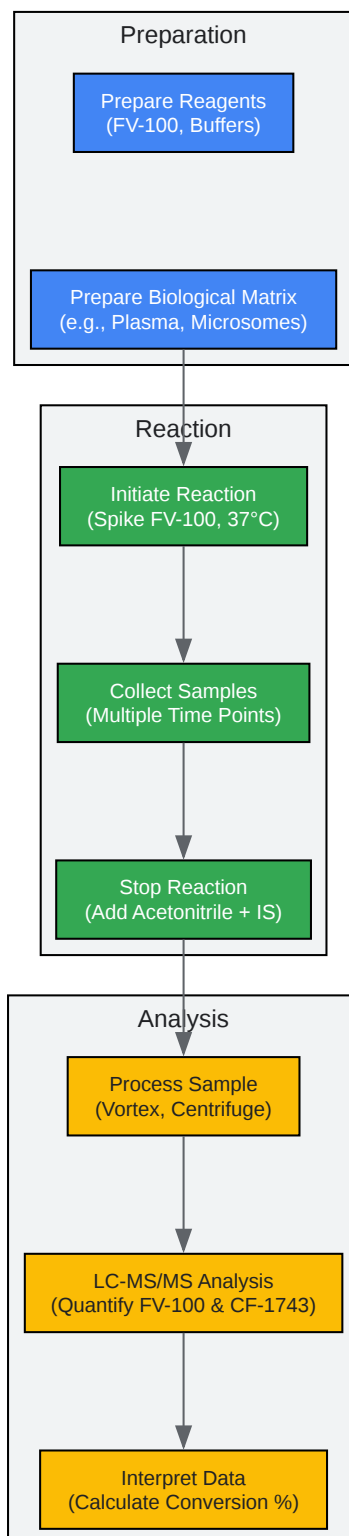 Preparation
Prepare Reagents
(FV-100, Buffers)
Prepare Biological Matrix
(e.g., Plasma, Microsomes)
Reaction
Initiate Reaction
(Spike FV-100, 37°C)
Collect Samples
(Multiple Time Points)
Stop Reaction
(Add Acetonitrile + IS)
Analysis
Process Sample
(Vortex, Centrifuge)
LC-MS/MS Analysis
(Quantify FV-100 & CF-1743)
Interpret Data
(Calculate Conversion %)